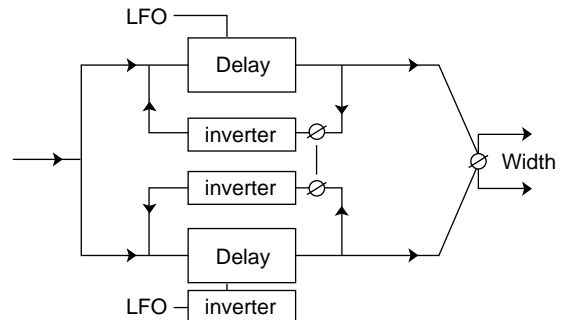 LFO
Delay
inverter
inverter
Width
Delay
LFO
inverter